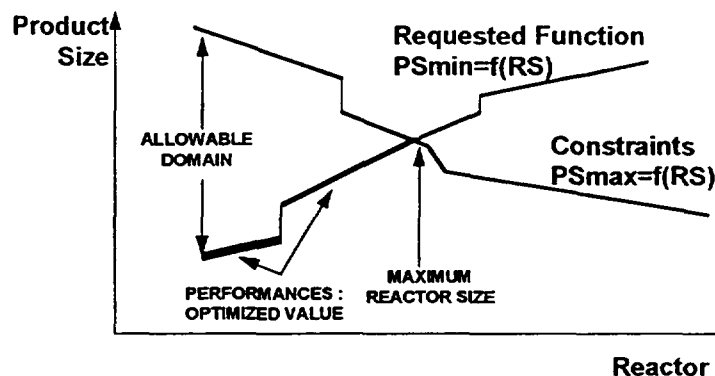 Product
Size
Requested Function
PSmin=f(RS)
ALLOWABLE
DOMAIN
Constraints
PSmax=f(RS)
PERFORMANCES :
OPTIMIZED VALUE
MAXIMUM
REACTOR SIZE
Reactor